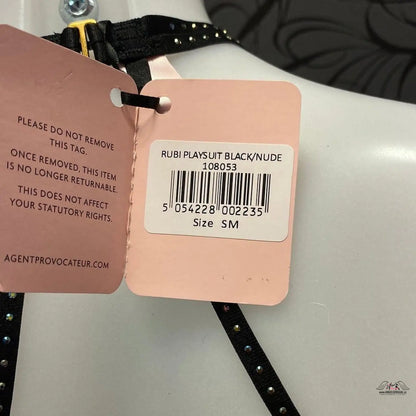 PLEASE DO NOT REMOVE
THIS TAG.
ONCE REMOVED, THIS ITEM
IS NO LONGER RETURNABLE.
THIS DOES NOT AFFECT
YOUR STATUTORY RIGHTS.
AGENTPROVOCATEUR.COM
RUBI PLAYSUIT BLACK/NUDE
108053
5 054228 002235
Size SM